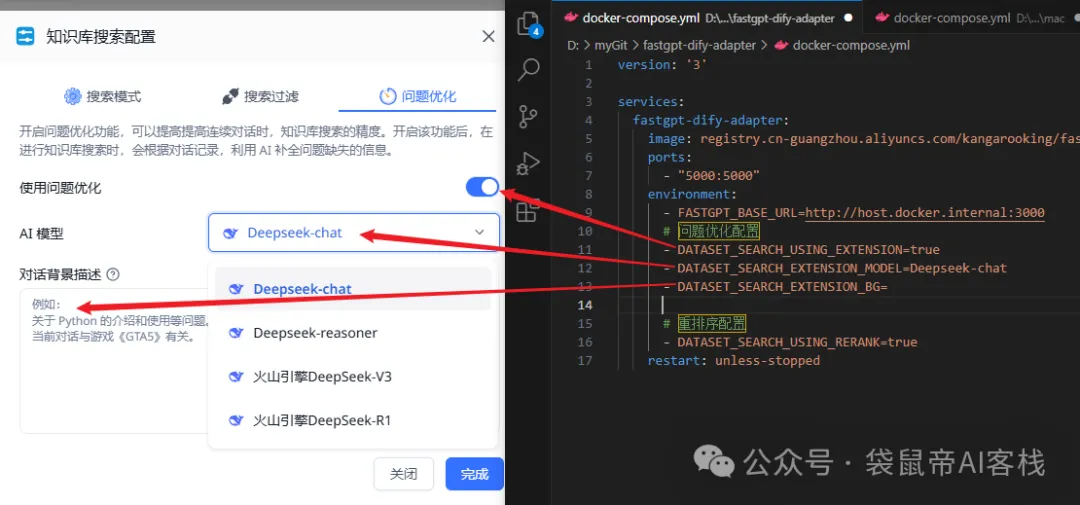 知识库搜索配置
搜索模式
搜索过滤
问题优化
开启问题优化功能，可以提高提高连续对话时，知识库搜索的精度。开启该功能后，在
进行知识库搜索时，会根据对话记录，利用 AI 补全问题缺失的信息。
使用问题优化
AI 模型
Deepseek-chat
对话背景描述
例如：
关于 Python 的介绍和使用等问题。
当前对话与游戏《GTA5》有关。
Deepseek-chat
Deepseek-reasoner
火山引擎DeepSeek-V3
火山引擎DeepSeek-R1
关闭
完成
4
docker-compose.yml D:\...\fastgpt-dify-adapter
docker-compose.yml D:\...\mac
D: > myGit > fastgpt-dify-adapter > docker-compose.yml
1 version: '3'
2
3 services:
4 fastgpt-dify-adapter:
5 image: registry.cn-guangzhou.aliyuncs.com/kangarooking/fas
6 ports:
7 - "5000:5000"
8 environment:
9 - FASTGPT_BASE_URL=http://host.docker.internal:3000
10 # 问题优化配置
11 - DATASET_SEARCH_USING_EXTENSION=true
12 - DATASET_SEARCH_EXTENSION_MODEL=Deepseek-chat
13 - DATASET_SEARCH_EXTENSION_BG=
14
15 # 重排序配置
16 - DATASET_SEARCH_USING_RERANK=true
17 restart: unless-stopped
公众号 · 袋鼠帝AI客栈